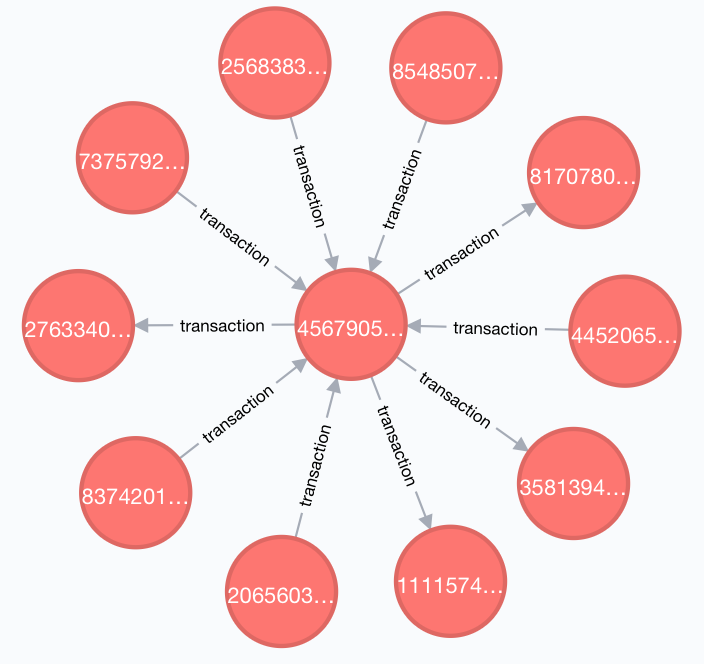 2568383...
8548507...
7375792...
8170780...
transaction
transaction
transaction
transaction
2763340...
transaction
4567905...
transaction
4452065...
transaction
transaction
transaction
transaction
8374201...
3581394...
2065603...
1111574...
transaction